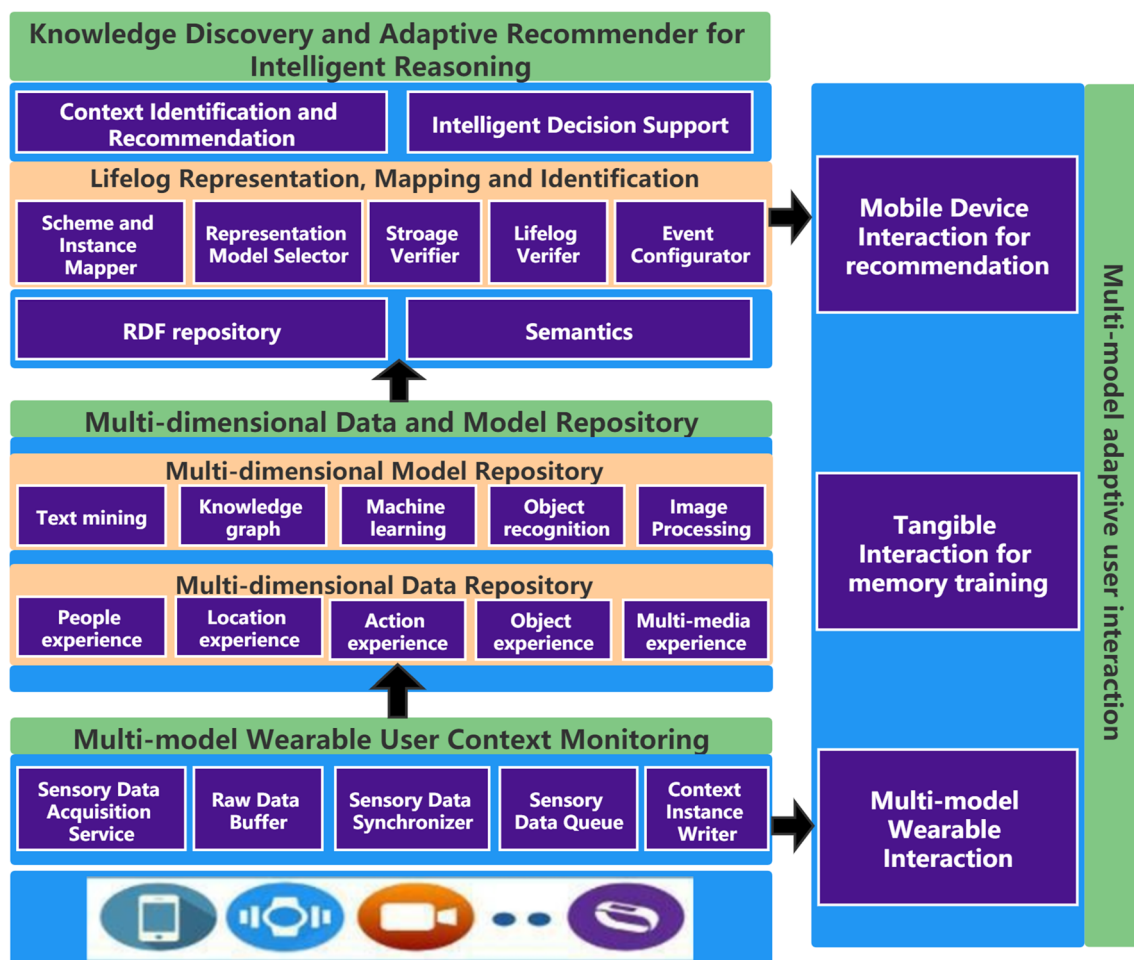 Knowledge Discovery and Adaptive Recommender for
Intelligent Reasoning
Context Identification and
Recommendation
Intelligent Decision Support
Lifelog Representation, Mapping and Identification
Scheme and
Instance
Mapper
Representation
Model Selector
Stroage
Verifier
Lifelog
Verifer
Event
Configurator
RDF repository
Semantics
Multi-dimensional Data and Model Repository
Multi-dimensional Model Repository
Text mining
Knowledge
graph
Machine
learning
Object
recognition
Image
Processing
Multi-dimensional Data Repository
People
experience
Location
experience
Action
experience
Object
experience
Multi-media
experience
Multi-model Wearable User Context Monitoring
Sensory Data
Acquisition
Service
Raw Data
Buffer
Sensory Data
Synchronizer
Sensory
Data Queue
Context
Instance
Writer
Mobile Device
Interaction for
recommendation
Tangible
Interaction for
memory training
Multi-model
Wearable
Interaction
Multi-model adaptive user interaction